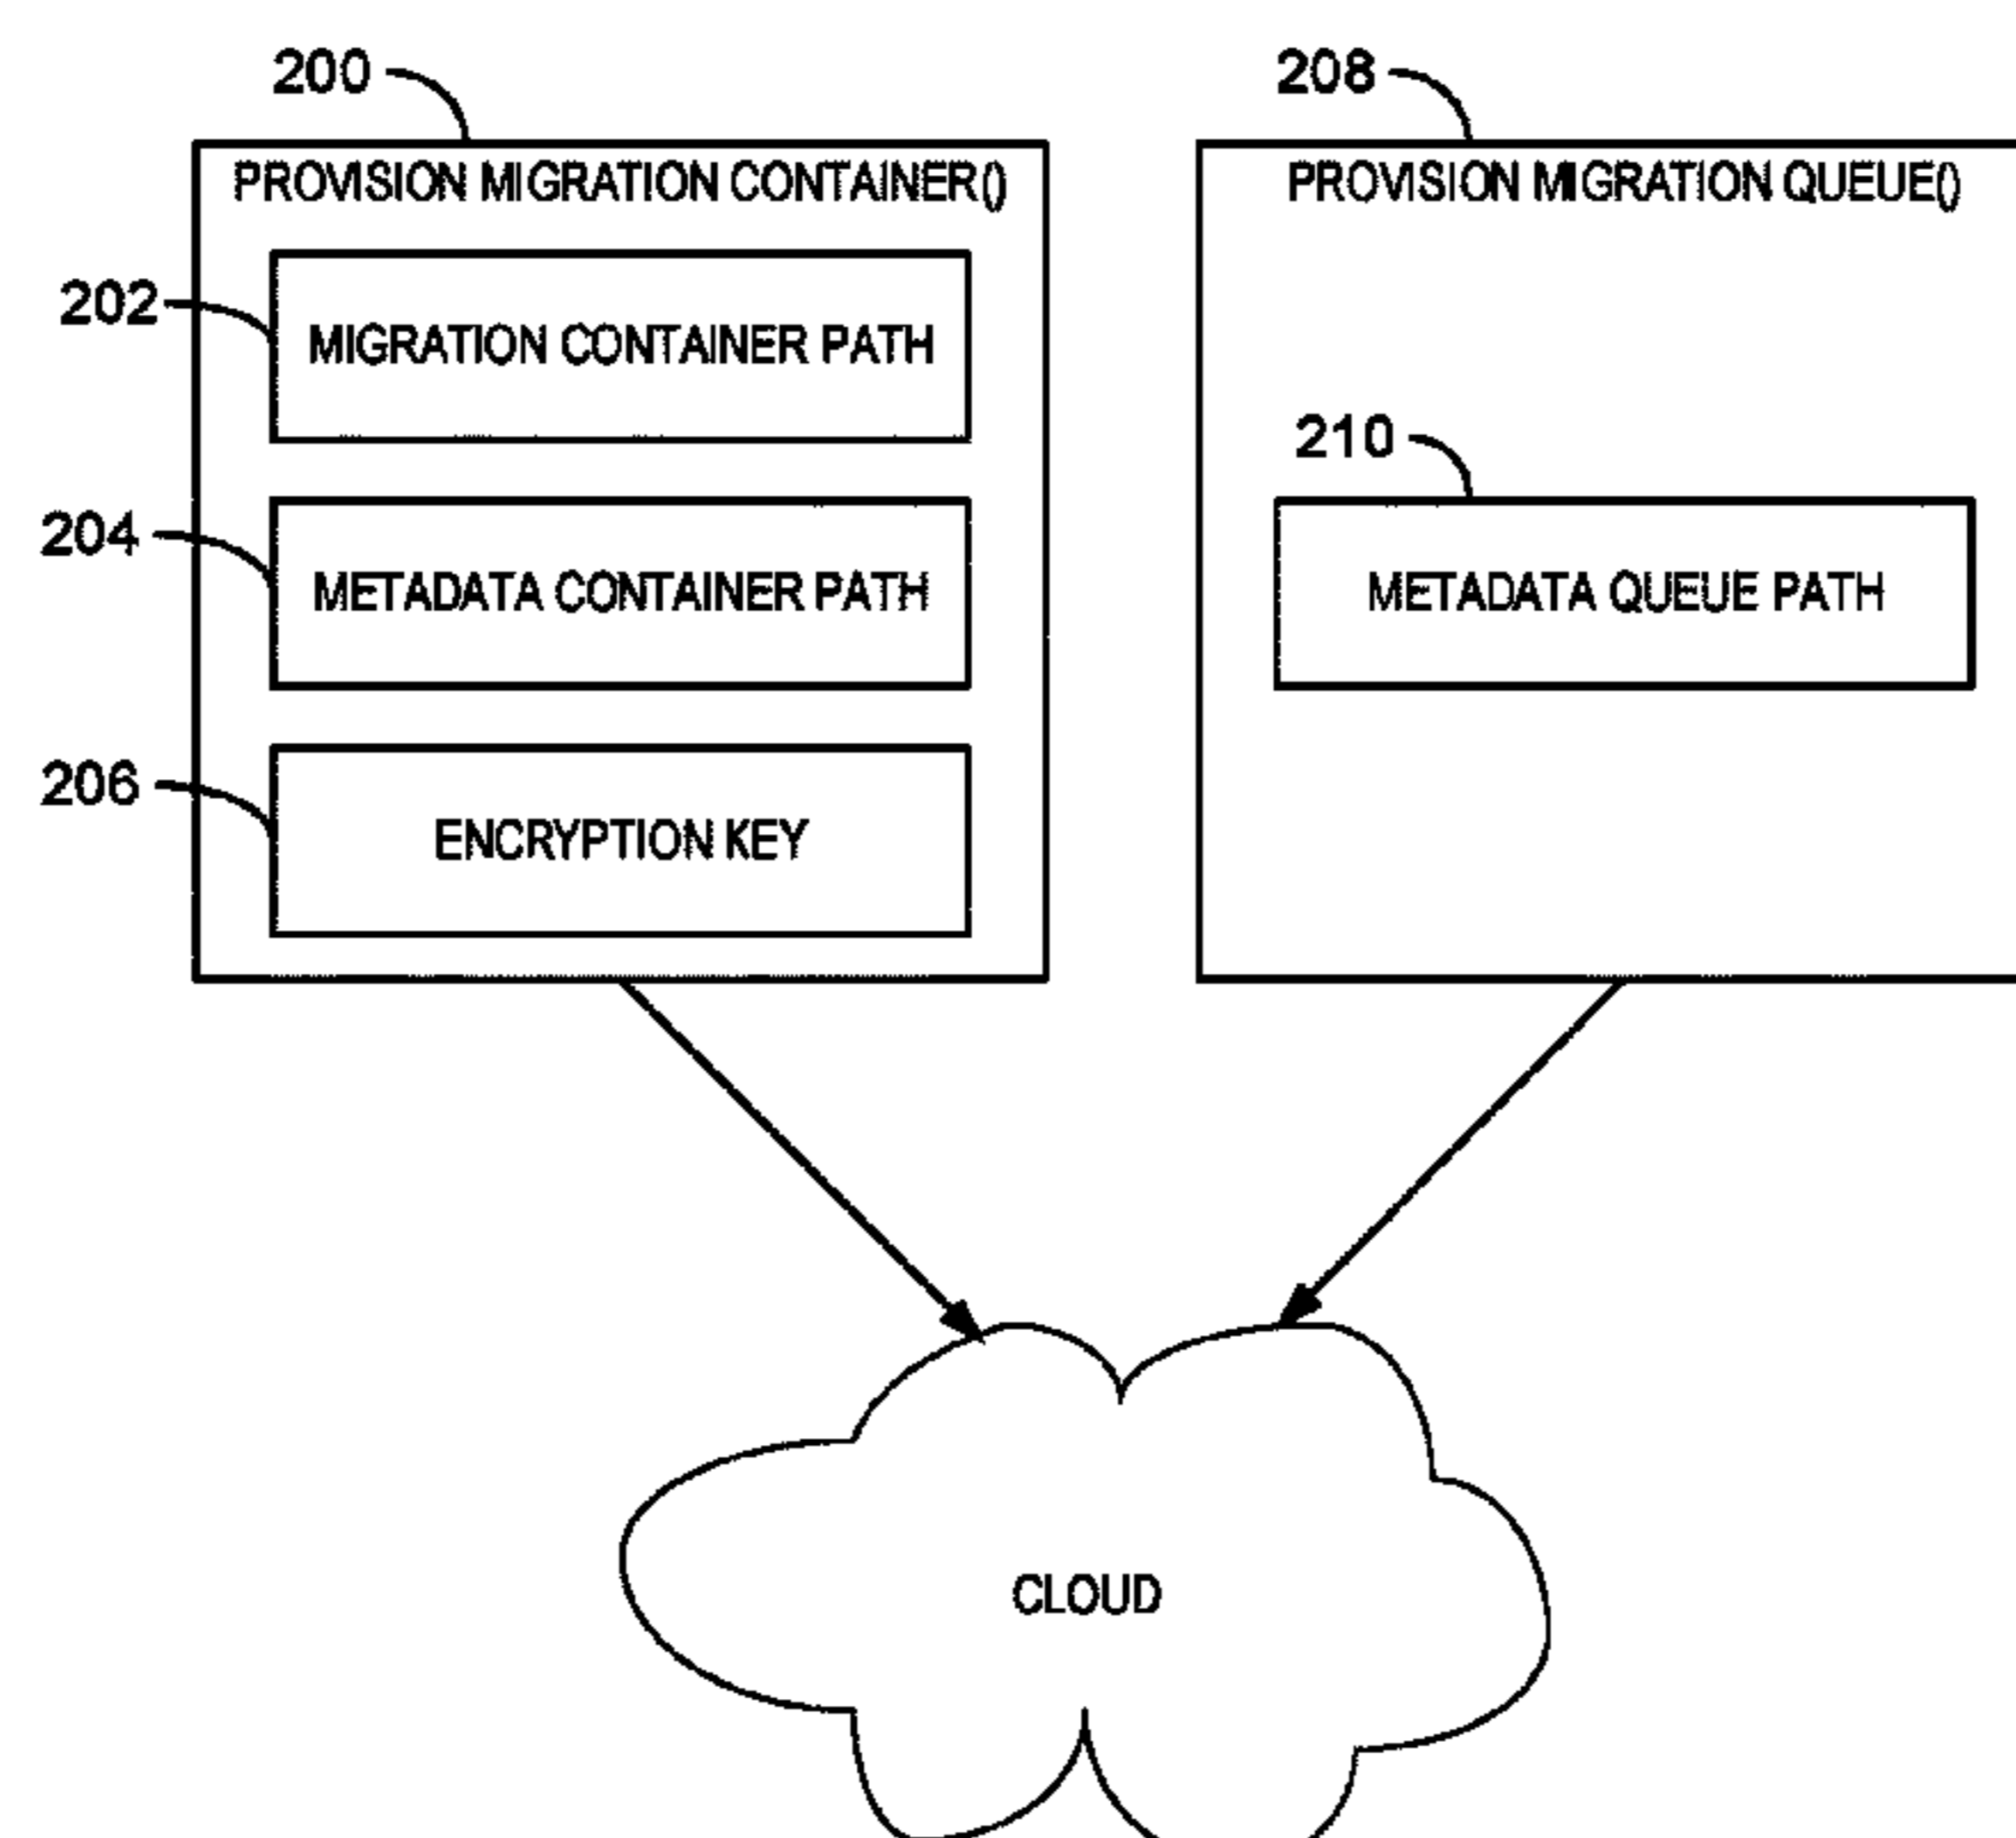 200
PROVISION MIGRATION CONTAINER()
202
MIGRATION CONTAINER PATH
204
METADATA CONTAINER PATH
206
ENCRYPTION KEY
208
PROVISION MIGRATION QUEUE()
210
METADATA QUEUE PATH
CLOUD